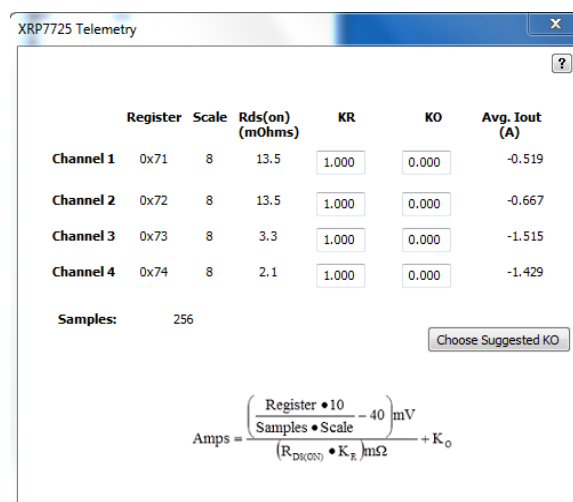 XRP7725 Telemetry
x
?
Register Scale Rds(on) (mOhms) KR KO Avg. Iout (A)
Channel 1 0x71 8 13.5 1.000 0.000 -0.519
Channel 2 0x72 8 13.5 1.000 0.000 -0.667
Channel 3 0x73 8 3.3 1.000 0.000 -1.515
Channel 4 0x74 8 2.1 1.000 0.000 -1.429
Samples: 256
Choose Suggested KO
Amps = ((Register • 10 / Samples • Scale) − 40)mV / (R_DS(ON) • K_R)mΩ + K_O